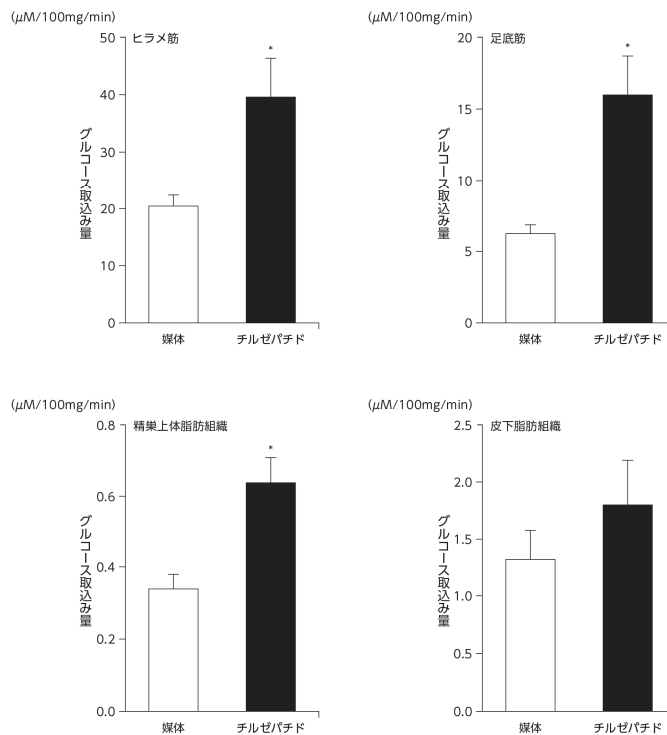 (μM/100mg/min)
ヒラメ筋
50
40
30
20
10
0
グルコース取込み量
*
媒体
チルゼパチド
(μM/100mg/min)
足底筋
20
15
10
5
0
グルコース取込み量
*
媒体
チルゼパチド
(μM/100mg/min)
精巣上体脂肪組織
0.8
0.6
0.4
0.2
0.0
グルコース取込み量
*
媒体
チルゼパチド
(μM/100mg/min)
皮下脂肪組織
2.5
2.0
1.5
1.0
0.5
0.0
グルコース取込み量
媒体
チルゼパチド